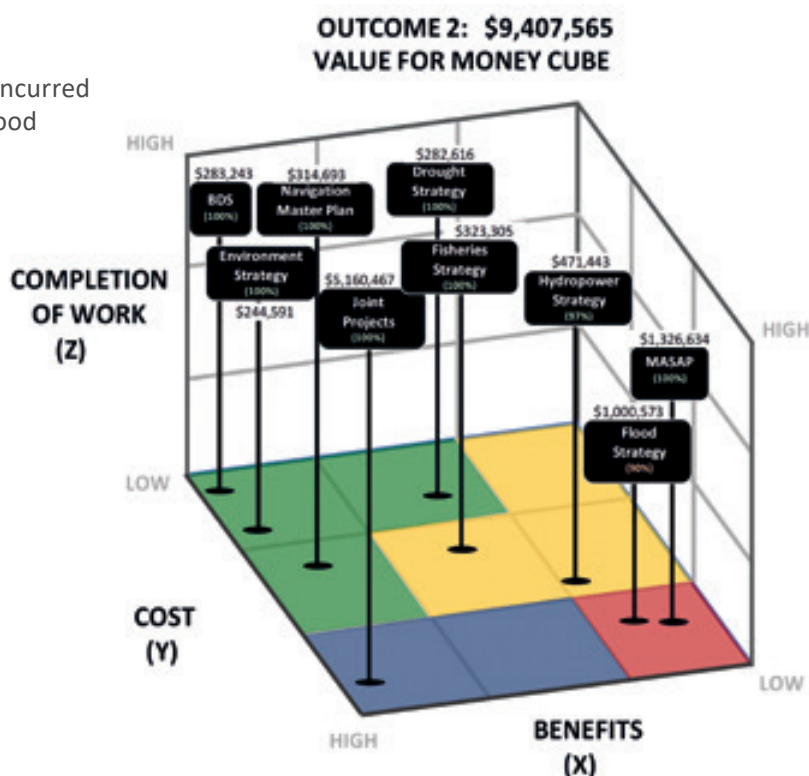 OUTCOME 2: $9,407,565
VALUE FOR MONEY CUBE
ncurred
ood
HIGH
$283,243
BDS
(100%)
$314,693
Navigation
Master Plan
(100%)
$282,616
Drought
Strategy
(100%)
Environment
Strategy
(100%)
$244,591
$5,160,467
Joint
Projects
(100%)
$323,305
Fisheries
Strategy
(100%)
$471,443
Hydropower
Strategy
(97%)
$1,326,634
MASAP
(100%)
$1,000,573
Flood
Strategy
(90%)
COMPLETION
OF WORK
(Z)
HIGH
LOW
COST
(Y)
LOW
HIGH
BENEFITS
(X)